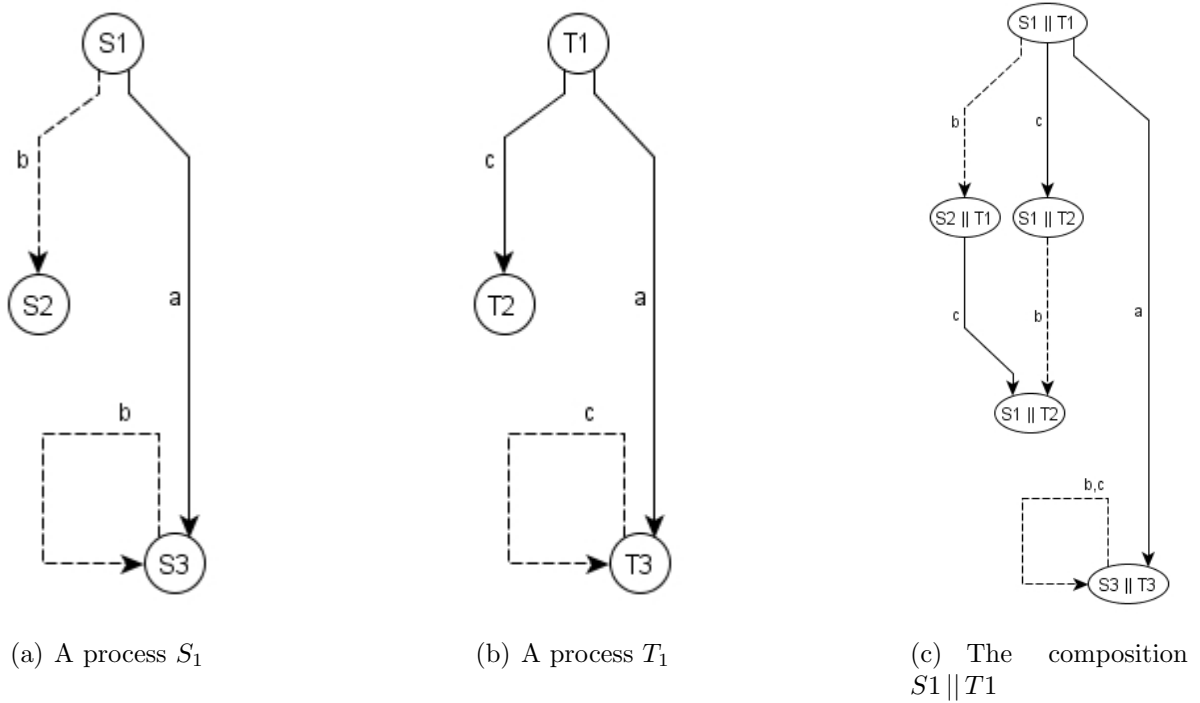 S1
b
a
S2
b
S3
(a) A process S1
T1
c
a
T2
c
T3
(b) A process T1
S1 || T1
b
c
S2 || T1
S1 || T2
a
c
b
S1 || T2
b,c
S3 || T3
(c) The composition
S1 || T1